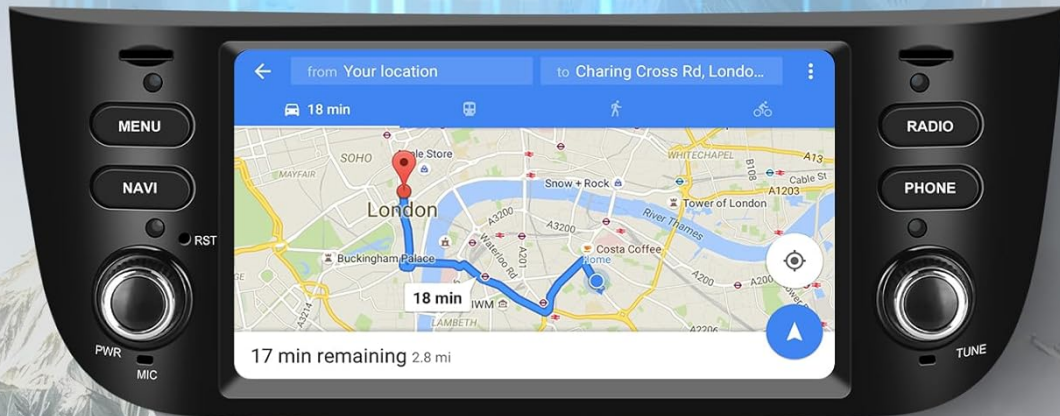 MENU
NAVI
RST
PWR
MIC
from Your location
to Charing Cross Rd, Londo...
18 min
SOHO
MAYFAIR
London
Buckingham Palace
Snow + Rock
WHITECHAPEL
A13
B108
Cable St
A1203
Tower of London
River Thames
A3200
A3200
Waterloo Rd
A201
Costa Coffee
Home
A200
A200
18 min
IWM
LAMBETH
A3214
A2206
17 min remaining 2.8 mi
RADIO
PHONE
TUNE